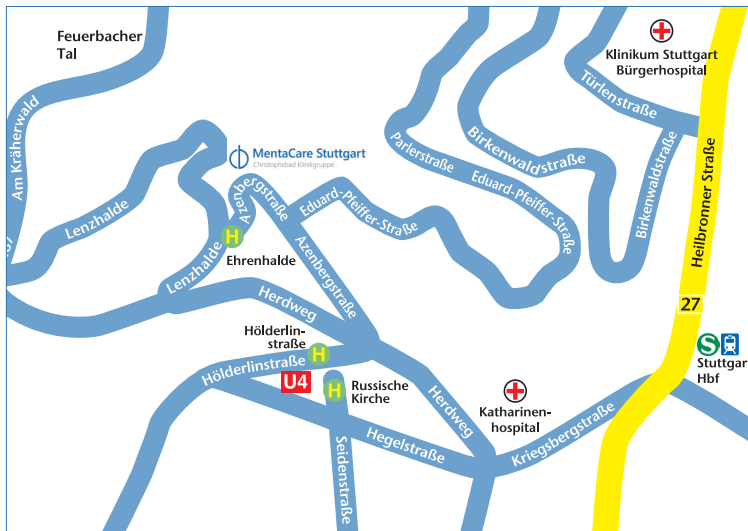 Feuerbacher
Tal
Klinikum Stuttgart
Bürgerhospital
Türlenstraße
Am Kräherwald
MentaCare Stuttgart
Christophsbad Klinikgruppe
Parlerstraße
Birkenwaldstraße
Birkenwaldstraße
Heilbronner Straße
Lenzhalde
Azenbergstraße
Eduard-Pfeiffer-Straße
Eduard-Pfeiffer-Straße
H
Ehrenhalde
Lenzhalde
Azenbergstraße
Herdweg
27
Hölderlin-
straße
H
S
Stuttgar
Hbf
Hölderlinstraße
U4
H
Russische
Kirche
Herdweg
Katharinen-
hospital
Hegelstraße
Kriegsbergstraße
Seidenstraße